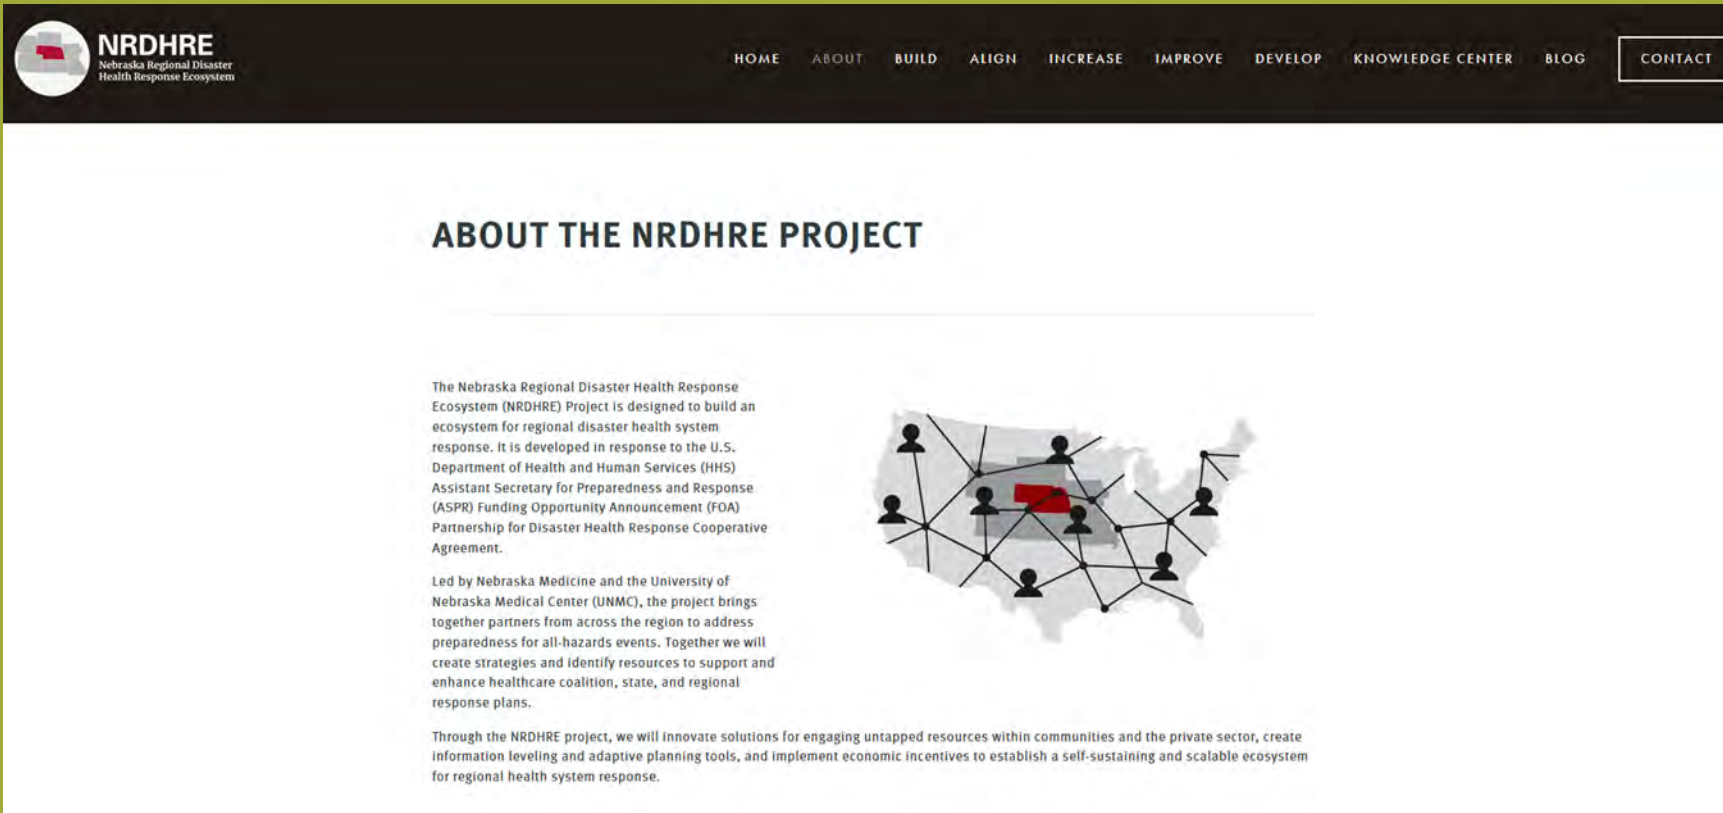 NRDHRE
Nebraska Regional Disaster
Health Response Ecosystem
HOME ABOUT BUILD ALIGN INCREASE IMPROVE DEVELOP KNOWLEDGE CENTER BLOG CONTACT
ABOUT THE NRDHRE PROJECT
The Nebraska Regional Disaster Health Response
Ecosystem (NRDHRE) Project is designed to build an
ecosystem for regional disaster health system
response. It is developed in response to the U.S.
Department of Health and Human Services (HHS)
Assistant Secretary for Preparedness and Response
(ASPR) Funding Opportunity Announcement (FOA)
Partnership for Disaster Health Response Cooperative
Agreement.
Led by Nebraska Medicine and the University of
Nebraska Medical Center (UNMC), the project brings
together partners from across the region to address
preparedness for all-hazards events. Together we will
create strategies and identify resources to support and
enhance healthcare coalition, state, and regional
response plans.
Through the NRDHRE project, we will innovate solutions for engaging untapped resources within communities and the private sector, create
information leveling and adaptive planning tools, and implement economic incentives to establish a self-sustaining and scalable ecosystem
for regional health system response.